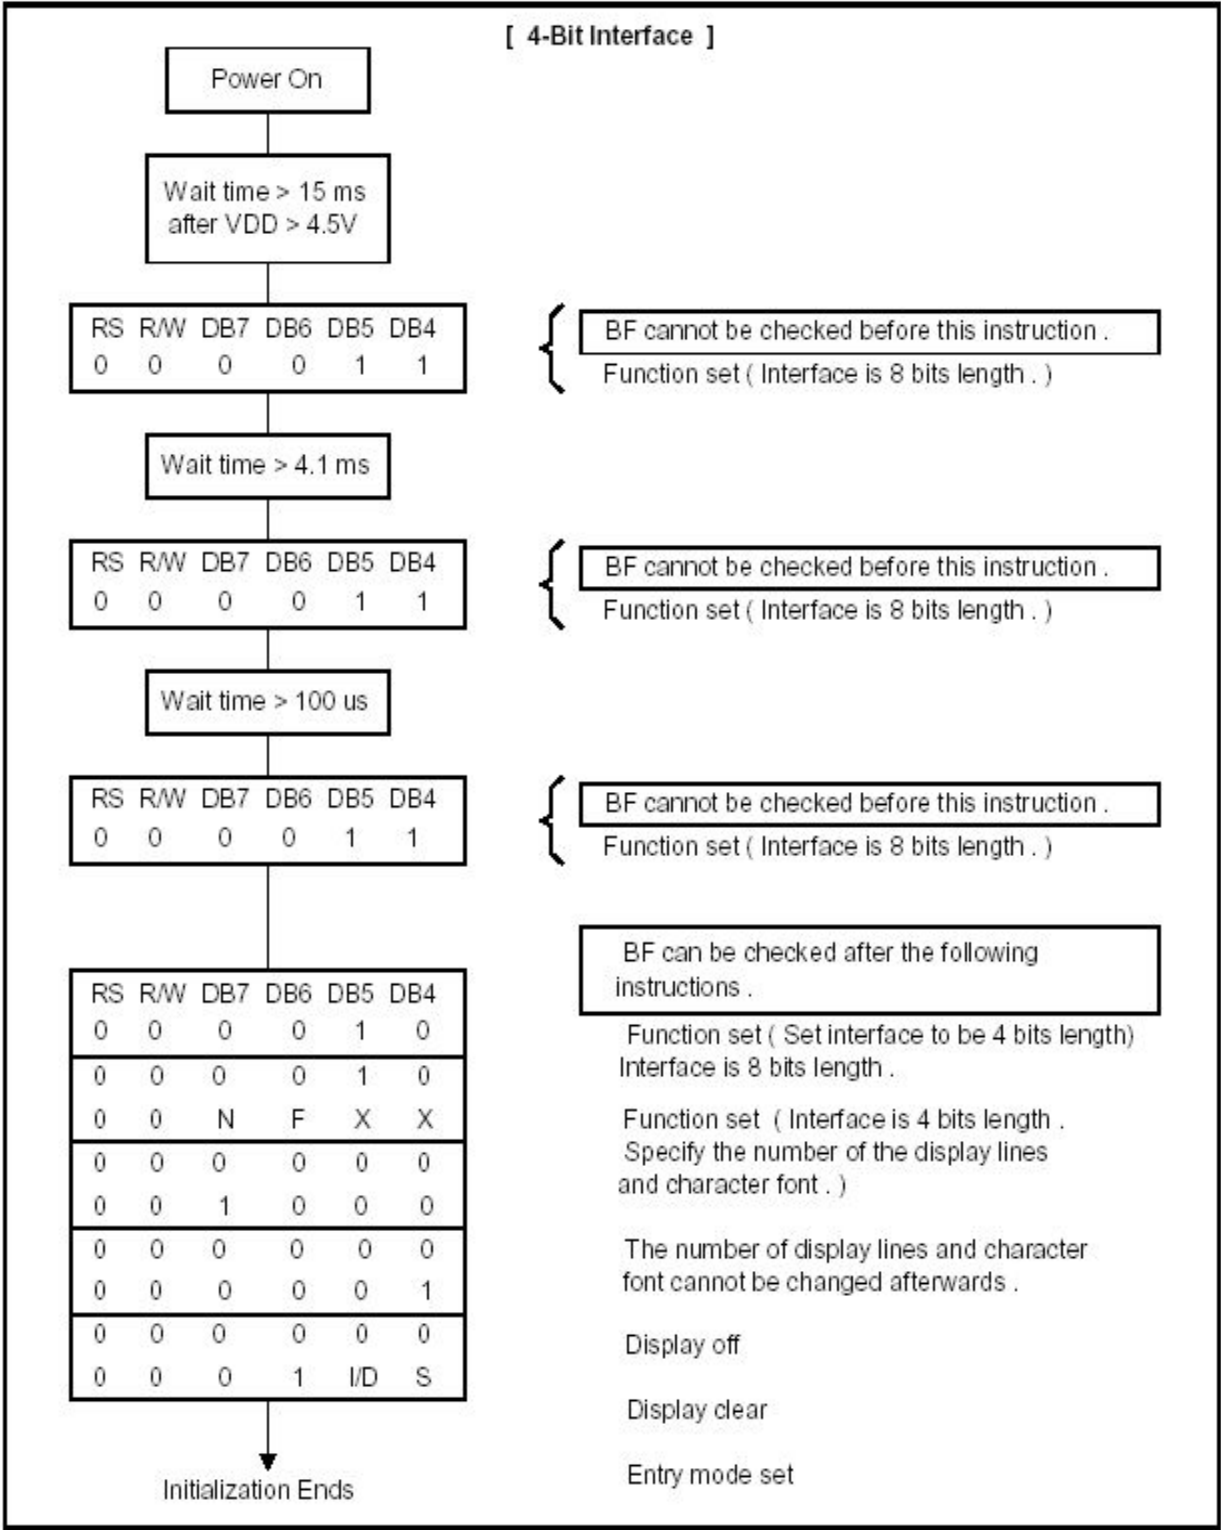 [ 4-Bit Interface ]
Power On
Wait time > 15 ms
after VDD > 4.5V
RS R/W DB7 DB6 DB5 DB4
0 0 0 0 1 1
BF cannot be checked before this instruction .
Function set ( Interface is 8 bits length . )
Wait time > 4.1 ms
RS R/W DB7 DB6 DB5 DB4
0 0 0 0 1 1
BF cannot be checked before this instruction .
Function set ( Interface is 8 bits length . )
Wait time > 100 us
RS R/W DB7 DB6 DB5 DB4
0 0 0 0 1 1
BF cannot be checked before this instruction .
Function set ( Interface is 8 bits length . )
RS R/W DB7 DB6 DB5 DB4
0 0 0 0 1 0
0 0 0 0 1 0
0 0 N F X X
0 0 0 0 0 0
0 0 1 0 0 0
0 0 0 0 0 0
0 0 0 0 0 1
0 0 0 0 0 0
0 0 0 1 I/D S
BF can be checked after the following
instructions .
Function set ( Set interface to be 4 bits length)
Interface is 8 bits length .
Function set ( Interface is 4 bits length .
Specify the number of the display lines
and character font . )
The number of display lines and character
font cannot be changed afterwards .
Display off
Display clear
Entry mode set
Initialization Ends